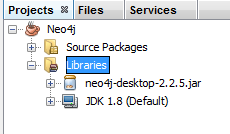 Projects Files Services
Neo4j
Source Packages
Libraries
neo4j-desktop-2.2.5.jar
JDK 1.8 (Default)